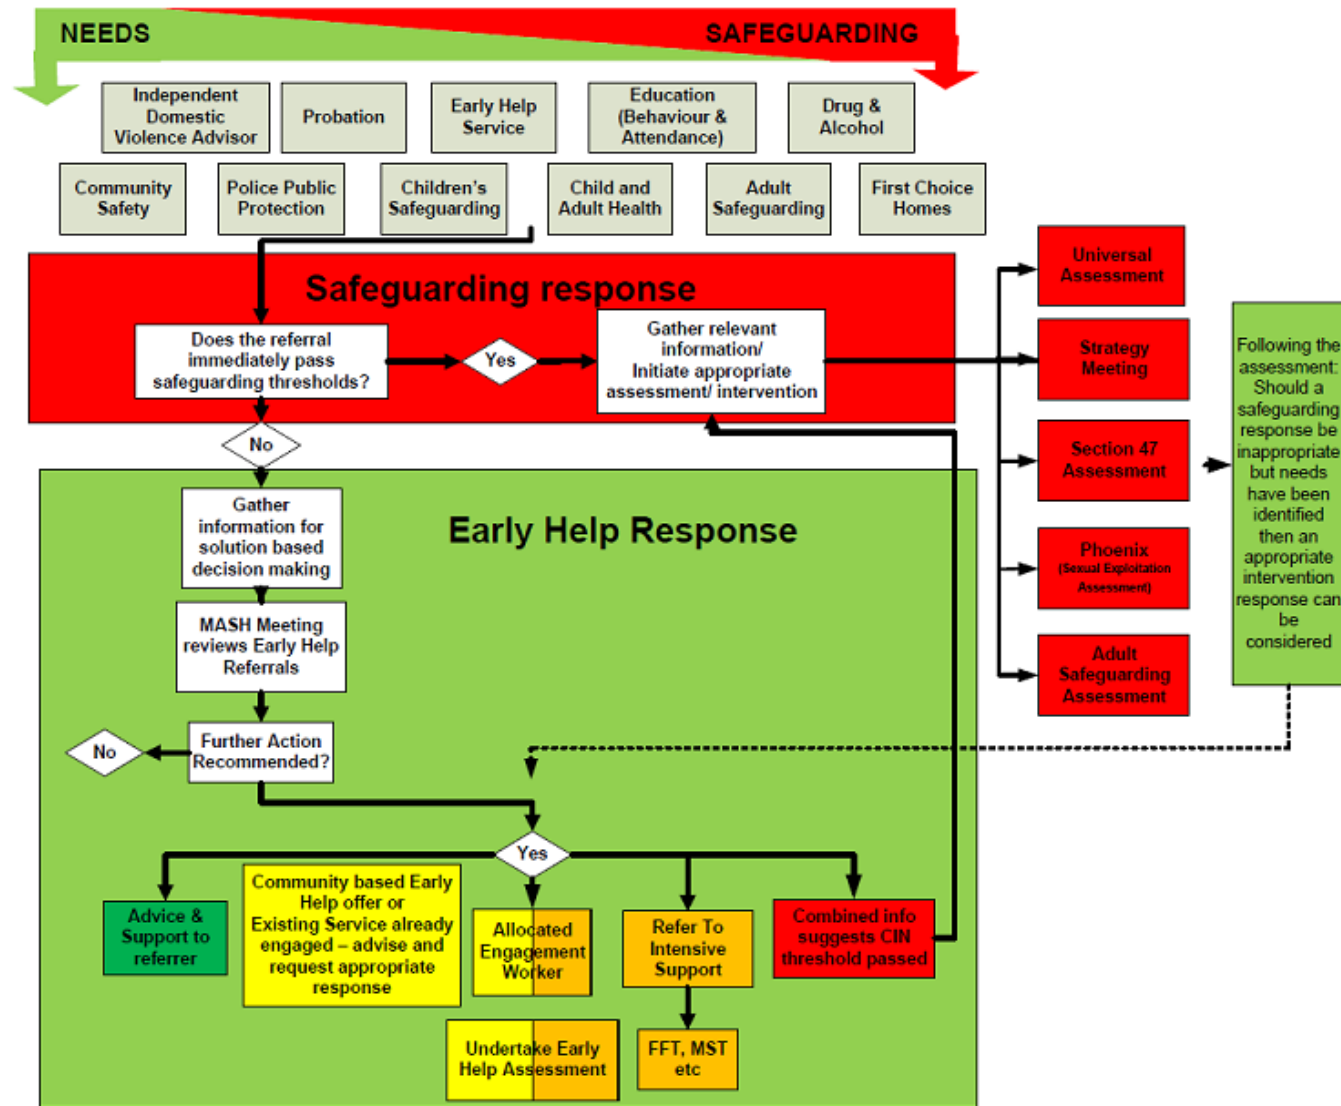 NEEDS
SAFEGUARDING
Independent
Domestic
Violence Advisor
Probation
Early Help
Service
Education
(Behaviour &
Attendance)
Drug &
Alcohol
Community
Safety
Police Public
Protection
Children's
Safeguarding
Child and
Adult Health
Adult
Safeguarding
First Choice
Homes
Safeguarding response
Does the referral
immediately pass
safeguarding thresholds?
Yes
Gather relevant
information/
Initiate appropriate
assessment/ intervention
Universal
Assessment
Strategy
Meeting
Section 47
Assessment
Phoenix
(Sexual Exploitation
Assessment)
Adult
Safeguarding
Assessment
Following the
assessment:
Should a
safeguarding
response be
inappropriate
but needs
have been
identified
then an
appropriate
intervention
response can
be
considered
No
Early Help Response
Gather
information for
solution based
decision making
MASH Meeting
reviews Early Help
Referrals
Further Action
Recommended?
No
Yes
Advice &
Support to
referrer
Community based Early
Help offer or
Existing Service already
engaged – advise and
request appropriate
response
Allocated
Engagement
Worker
Refer To
Intensive
Support
Combined info
suggests CIN
threshold passed
Undertake Early
Help Assessment
FFT, MST
etc